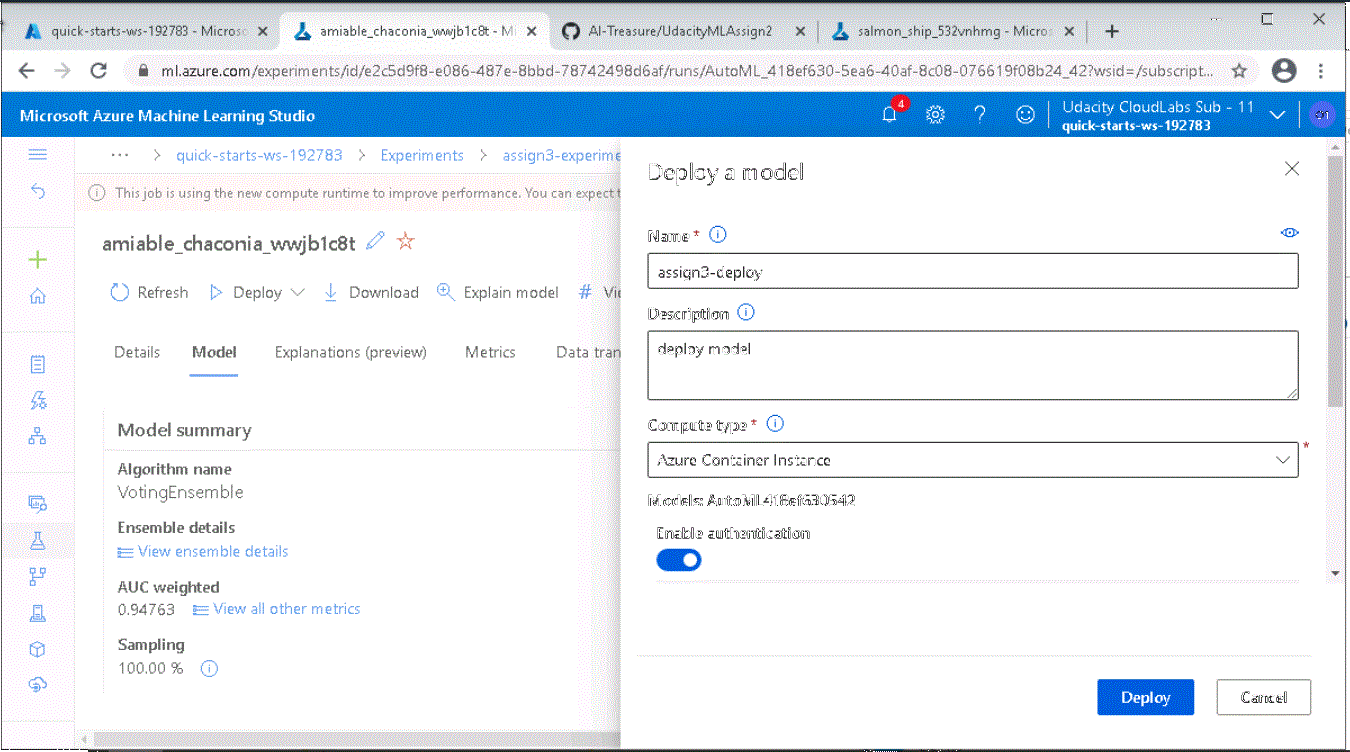 quick-starts-ws-192783 - Microso
amiable_chaconia_wwjb1c8t - Mi
AI-Treasure/UdacityMLAssign2
salmon_ship_532vnhmg - Micros
ml.azure.com/experiments/id/e2c5d9f8-e086-487e-8bbd-78742498d6af/runs/AutoML_418ef630-5ea6-40af-8c08-076619f08b24_42?wsid=/subscript...
Microsoft Azure Machine Learning Studio
4
Udacity CloudLabs Sub - 11
quick-starts-ws-192783
... > quick-starts-ws-192783 > Experiments > assign3-experime
This job is using the new compute runtime to improve performance. You can expect t
amiable_chaconia_wwjb1c8t
Refresh
Deploy
Download
Explain model
# Vie
Details
Model
Explanations (preview)
Metrics
Data tran
Model summary
Algorithm name
VotingEnsemble
Ensemble details
View ensemble details
AUC weighted
0.94763
View all other metrics
Sampling
100.00 %
Deploy a model
Name *
assign3-deploy
Description
deploy model
Compute type *
Azure Container Instance
*
Models: AutoML418ef630542
Enable authentication
Deploy
Cancel